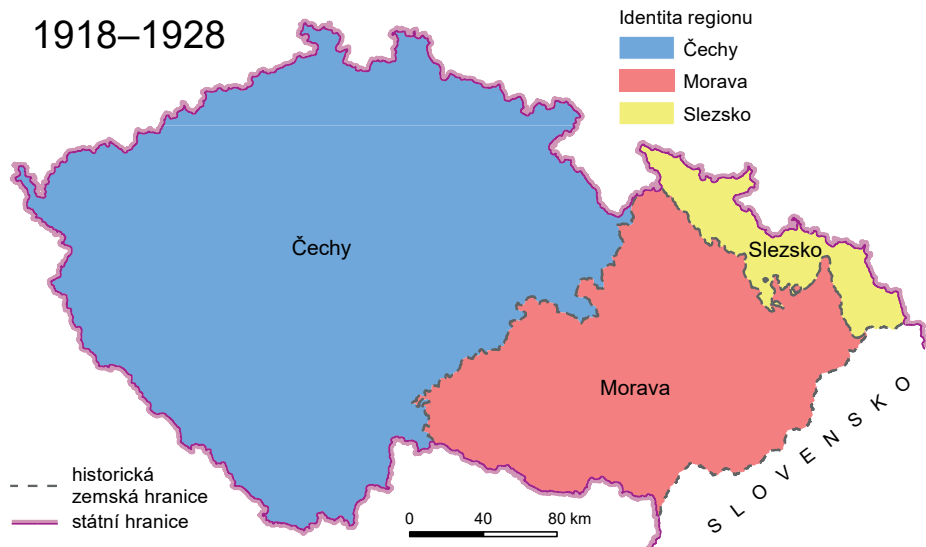 1918–1928
Identita regionu
Čechy
Morava
Slezsko
Čechy
Slezsko
Morava
SLOVENSKO
historická
zemská hranice
státní hranice
0 40 80 km